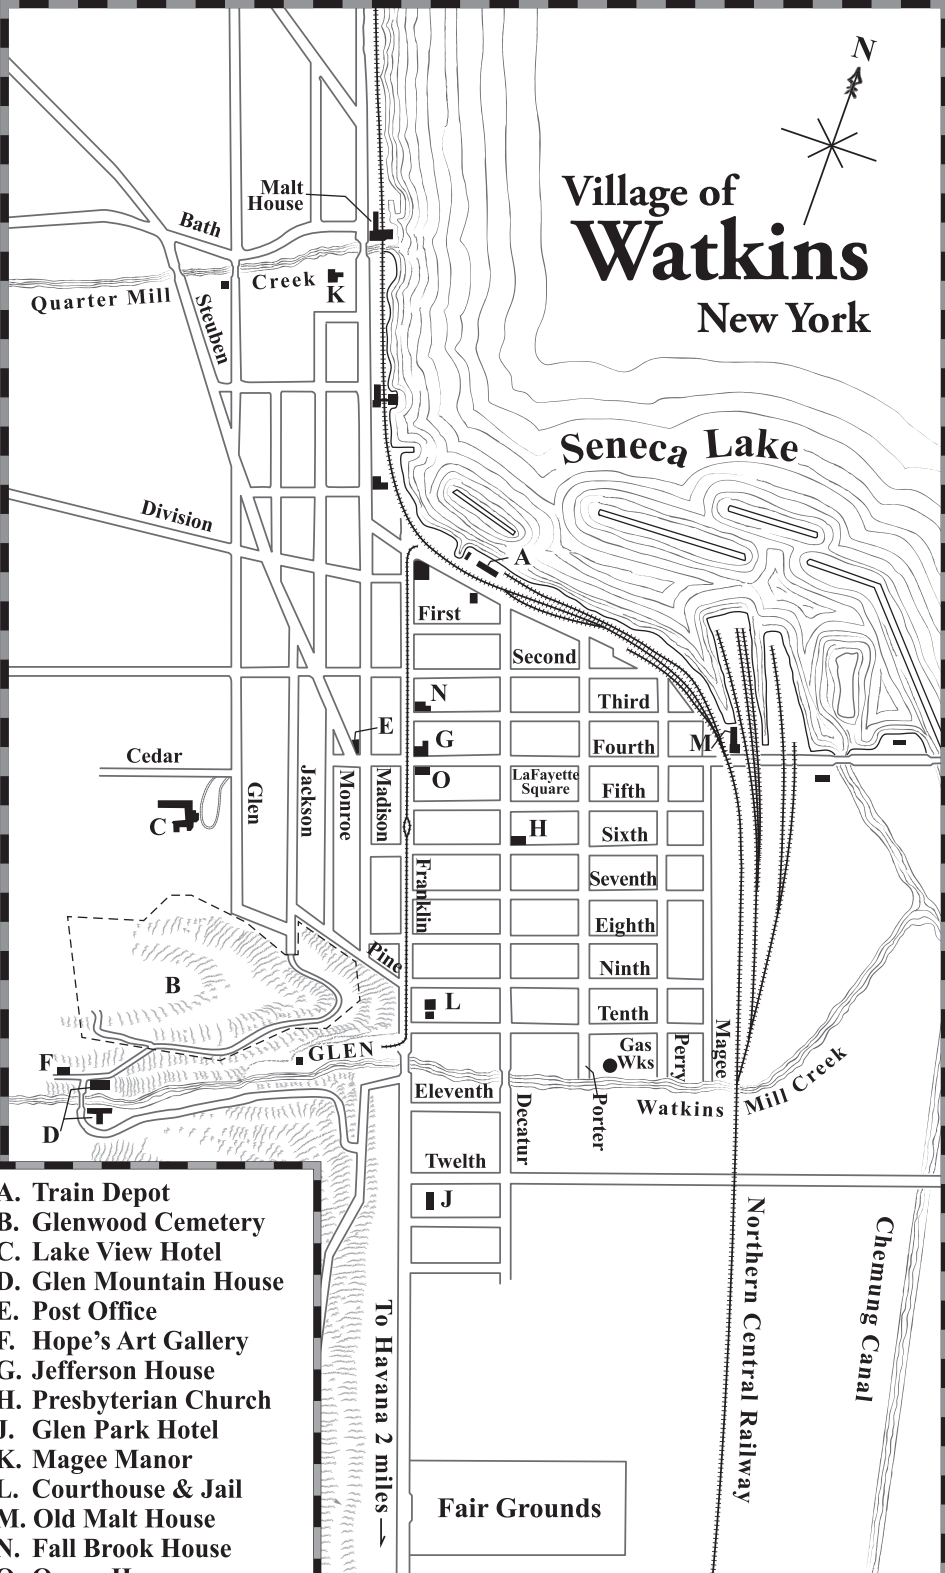 N
Village of
Watkins
New York
Malt
House
Bath
Creek
K
Quarter Mill
Steuben
Seneca Lake
Division
A
First
Second
N
Third
E
G
Fourth
M
Cedar
O
LaFayette
Square
Fifth
Glen
Jackson
Monroe
Madison
C
H
Sixth
Franklin
Seventh
Eighth
Pine
Ninth
B
L
Tenth
GLEN
Gas
Wks
Perry
Magee
F
Eleventh
Decatur
Porter
Watkins
Mill Creek
D
Twelth
J
A. Train Depot
B. Glenwood Cemetery
C. Lake View Hotel
D. Glen Mountain House
E. Post Office
F. Hope's Art Gallery
G. Jefferson House
H. Presbyterian Church
J. Glen Park Hotel
K. Magee Manor
L. Courthouse & Jail
M. Old Malt House
N. Fall Brook House
To Havana 2 miles
Northern Central Railway
Chemung Canal
Fair Grounds